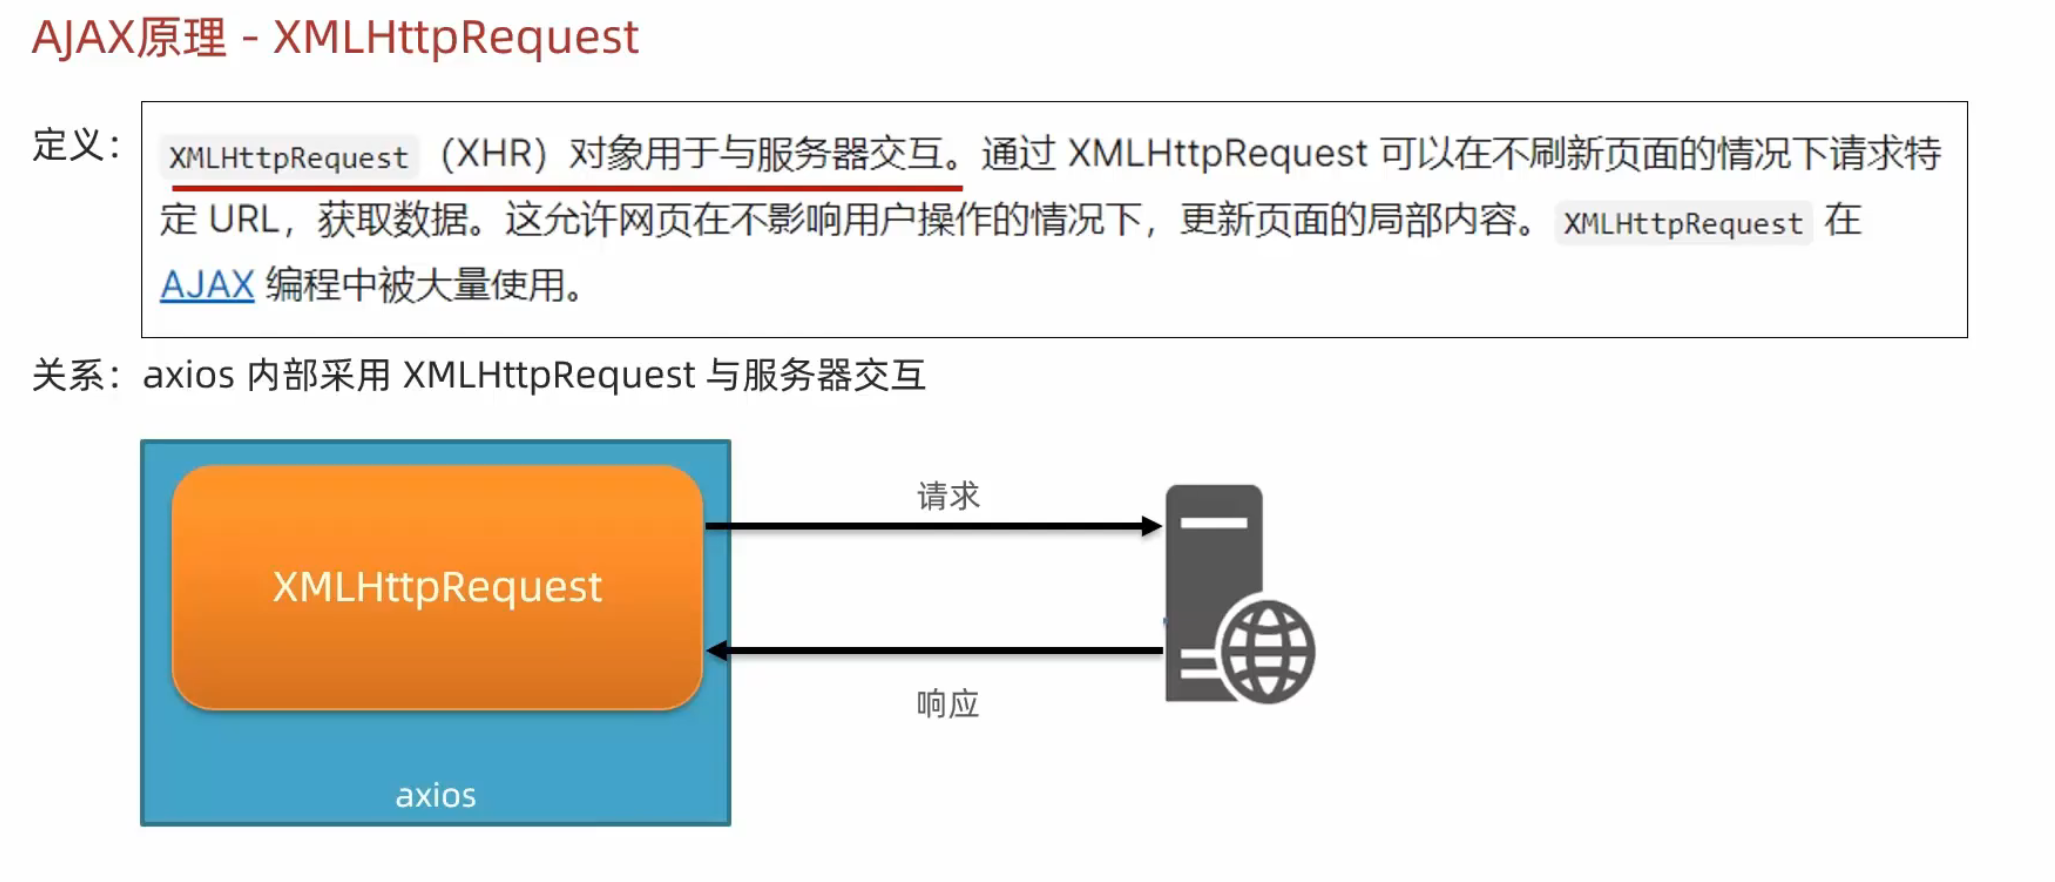 AJAX原理 - XMLHttpRequest
定义：
XMLHttpRequest （XHR）对象用于与服务器交互。通过 XMLHttpRequest 可以在不刷新页面的情况下请求特
定 URL，获取数据。这允许网页在不影响用户操作的情况下，更新页面的局部内容。XMLHttpRequest 在
AJAX 编程中被大量使用。
关系：axios 内部采用 XMLHttpRequest 与服务器交互
请求
XMLHttpRequest
响应
axios